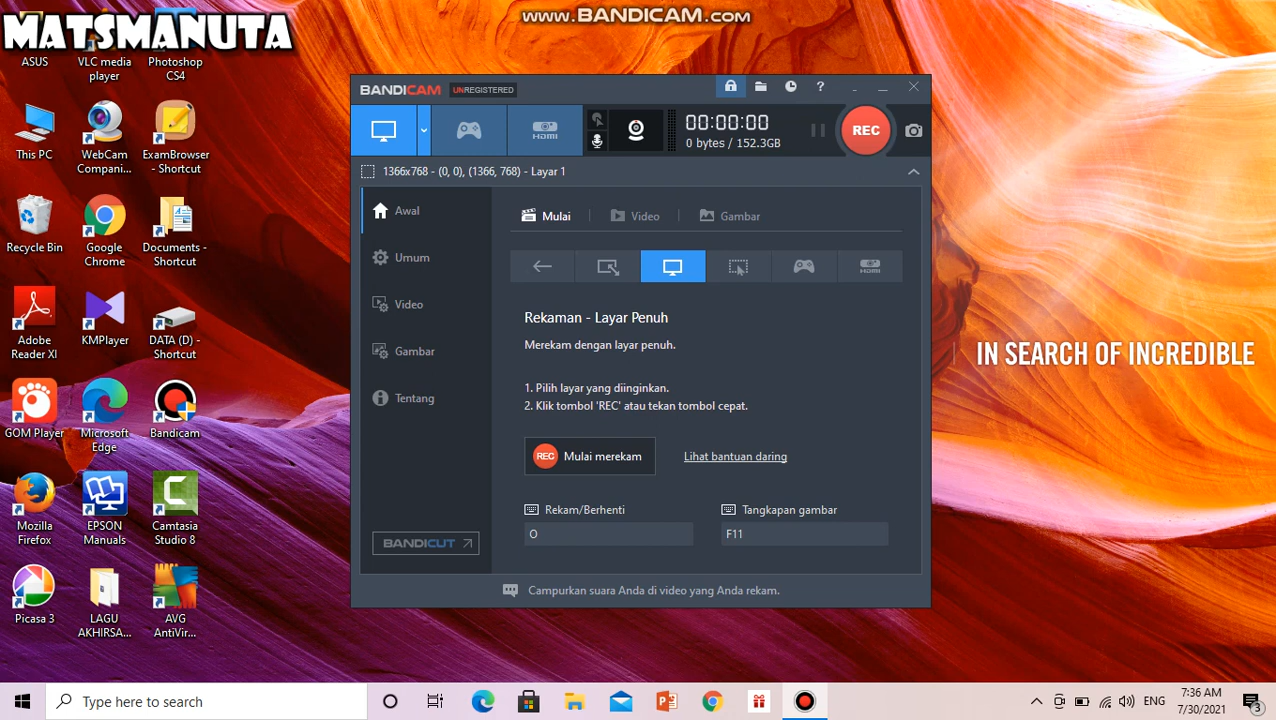 MATSMANUTA
www.BANDICAM.com
ASUS
VLC media
player
Photoshop
CS4
This PC
WebCam
Compani...
ExamBrowser
- Shortcut
Recycle Bin
Google
Chrome
Documents -
Shortcut
Adobe
Reader XI
KMPlayer
DATA (D) -
Shortcut
GOM Player
Microsoft
Edge
Bandicam
Mozilla
Firefox
EPSON
Manuals
Camtasia
Studio 8
Picasa 3
LAGU
AKHIRSA...
AVG
AntiVir...
BANDICAM UNREGISTERED
HDMI
00:00:00
0 bytes / 152.3GB
REC
1366x768 - (0, 0), (1366, 768) - Layar 1
Awal
Umum
Video
Gambar
Tentang
BANDICUT
Mulai
Video
Gambar
HDMI
Rekaman - Layar Penuh
Merekam dengan layar penuh.
1. Pilih layar yang diinginkan.
2. Klik tombol 'REC' atau tekan tombol cepat.
REC Mulai merekam
Lihat bantuan daring
Rekam/Berhenti
O
Tangkapan gambar
F11
Campurkan suara Anda di video yang Anda rekam.
IN SEARCH OF INCREDIBLE
Type here to search
ENG
7:36 AM
7/30/2021
3